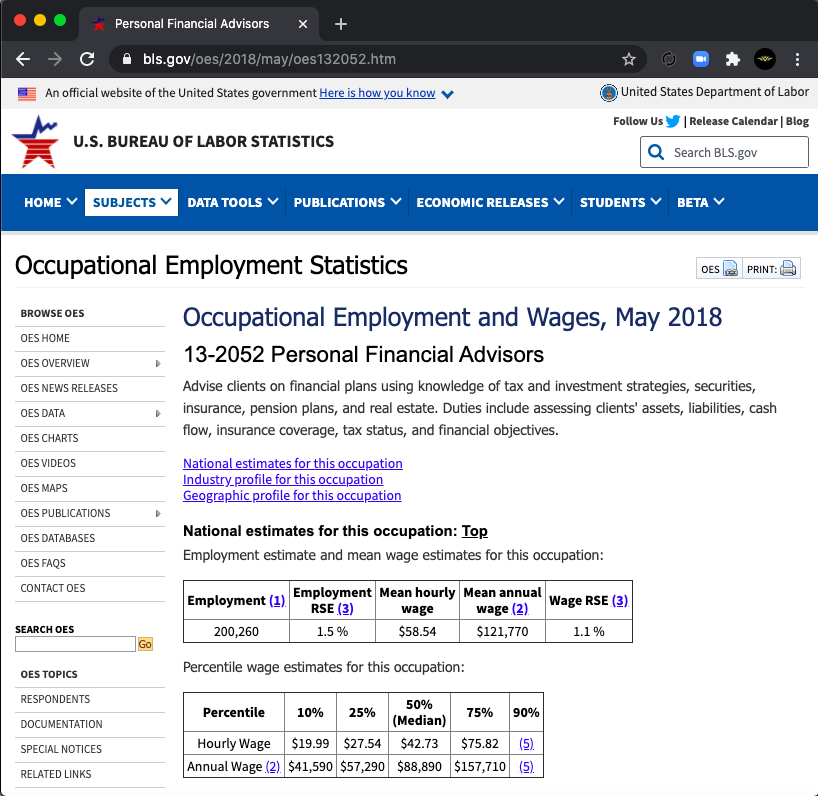 Personal Financial Advisors
bls.gov/oes/2018/may/oes132052.htm
An official website of the United States government Here is how you know
United States Department of Labor
Follow Us | Release Calendar | Blog
U.S. BUREAU OF LABOR STATISTICS
Search BLS.gov
HOME SUBJECTS DATA TOOLS PUBLICATIONS ECONOMIC RELEASES STUDENTS BETA
Occupational Employment Statistics
OES PRINT:
BROWSE OES
OES HOME
OES OVERVIEW
OES NEWS RELEASES
OES DATA
OES CHARTS
OES VIDEOS
OES MAPS
OES PUBLICATIONS
OES DATABASES
OES FAQS
CONTACT OES
SEARCH OES
Go
OES TOPICS
RESPONDENTS
DOCUMENTATION
SPECIAL NOTICES
RELATED LINKS
Occupational Employment and Wages, May 2018
13-2052 Personal Financial Advisors
Advise clients on financial plans using knowledge of tax and investment strategies, securities,
insurance, pension plans, and real estate. Duties include assessing clients' assets, liabilities, cash
flow, insurance coverage, tax status, and financial objectives.
National estimates for this occupation
Industry profile for this occupation
Geographic profile for this occupation
National estimates for this occupation: Top
Employment estimate and mean wage estimates for this occupation:
Employment (1) Employment RSE (3) Mean hourly wage Mean annual wage (2) Wage RSE (3)
200,260 1.5 % $58.54 $121,770 1.1 %
Percentile wage estimates for this occupation:
Percentile 10% 25% 50% (Median) 75% 90%
Hourly Wage $19.99 $27.54 $42.73 $75.82 (5)
Annual Wage (2) $41,590 $57,290 $88,890 $157,710 (5)